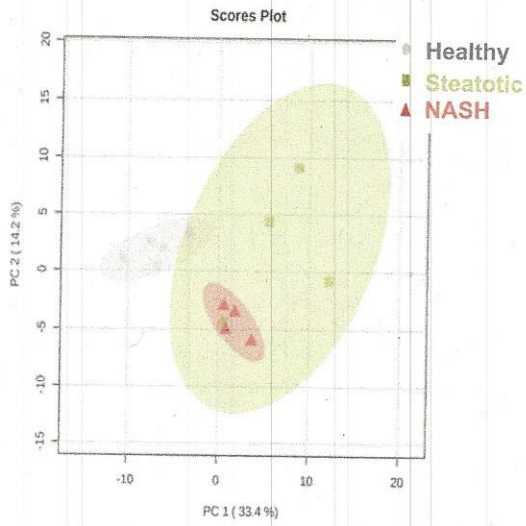 Scores Plot
Healthy
Steatotic
NASH
PC 2 ( 14.2 %)
20
15
10
5
0
-5
-10
-15
-10
0
10
20
PC 1 ( 33.4 %)